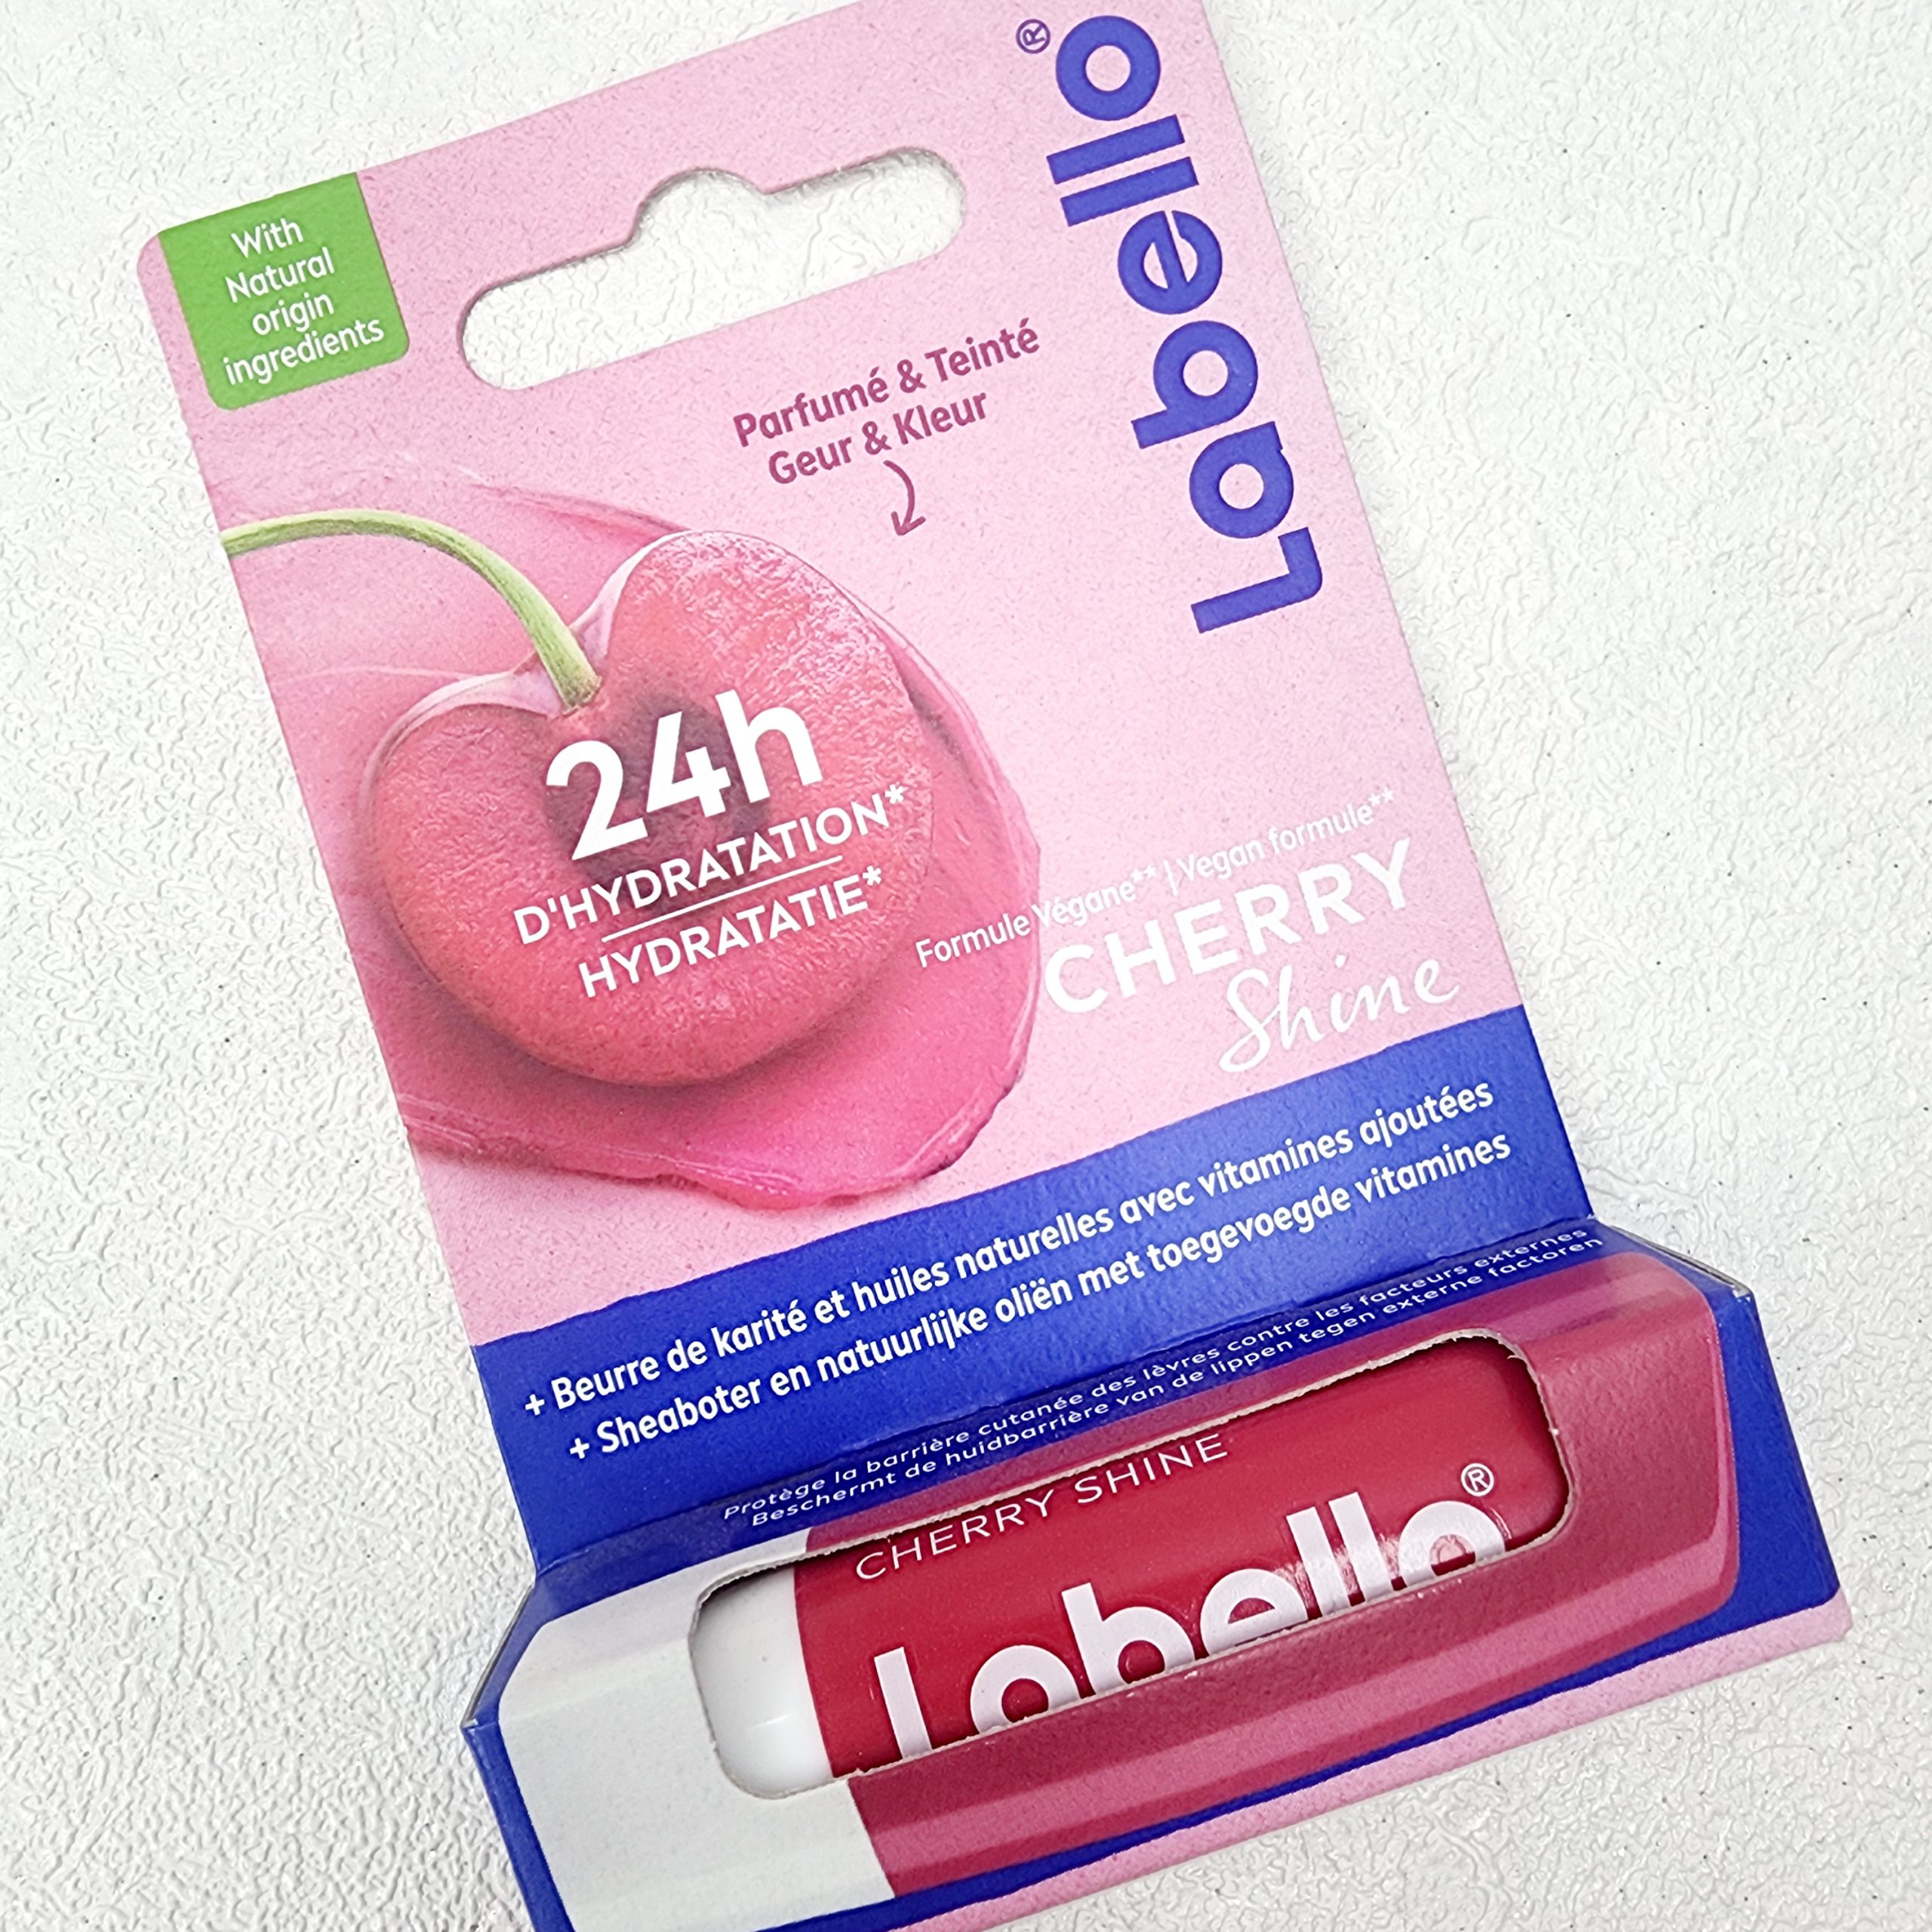 With
Natural
origin
ingredients
Labello®
Parfumé & Teinté
Geur & Kleur
24h
D'HYDRATATION*
HYDRATATIE*
Formule Végane** | Vegan formule**
CHERRY
Shine
+ Beurre de karité et huiles naturelles avec vitamines ajoutées
+ Sheaboter en natuurlijke oliën met toegevoegde vitamines
Protège la barrière cutanée des lèvres contre les facteurs externes
Beschermt de huidbarrière van de lippen tegen externe factoren
CHERRY SHINE
Labello®